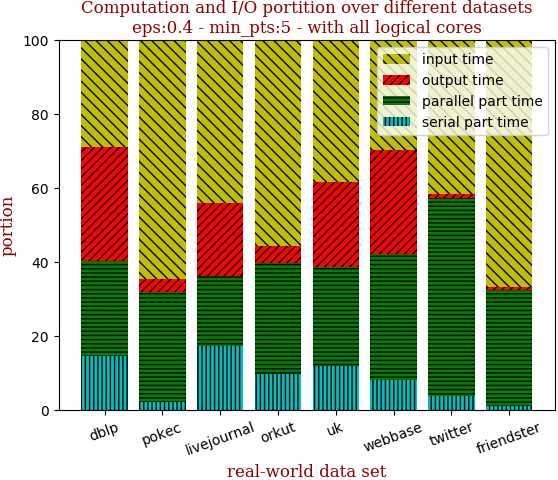 Computation and I/O portition over different datasets
eps:0.4 - min_pts:5 - with all logical cores
100
80
60
40
20
0
portion
input time
output time
parallel part time
serial part time
dblp
pokec
livejournal
orkut
uk
webbase
twitter
friendster
real-world data set